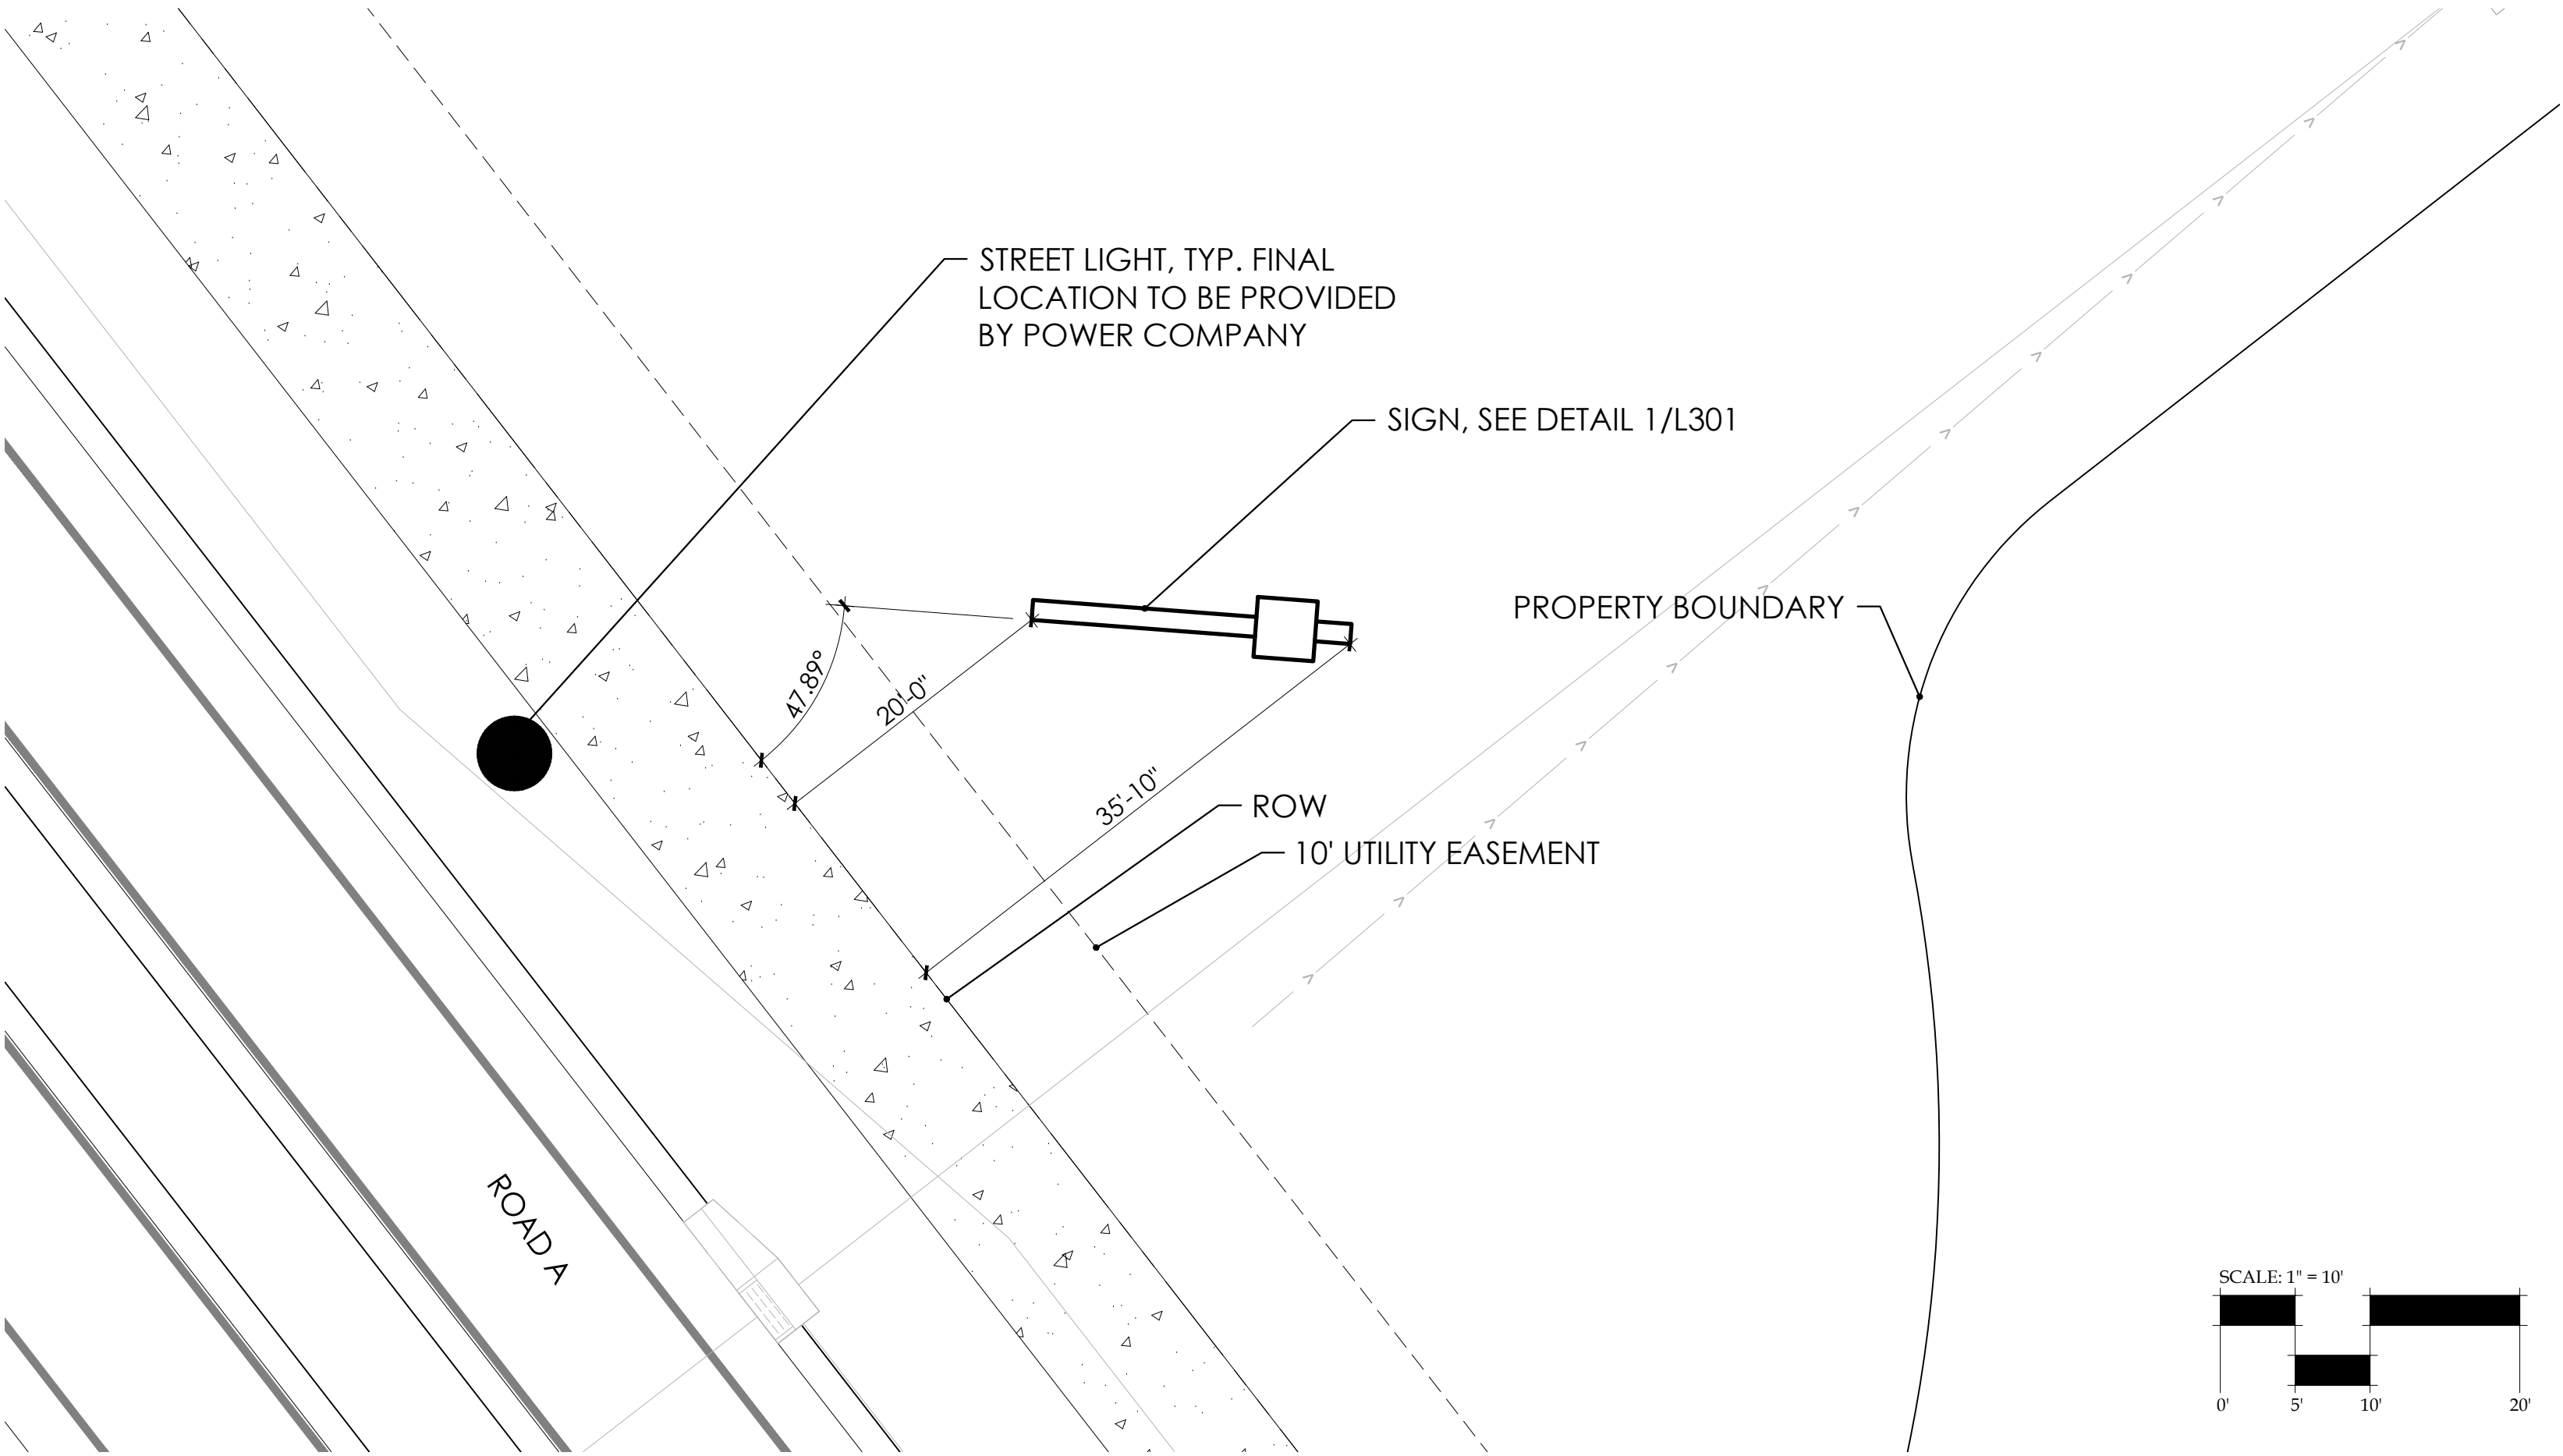 STREET LIGHT, TYP. FINAL
LOCATION TO BE PROVIDED
BY POWER COMPANY
SIGN, SEE DETAIL 1/L301
PROPERTY BOUNDARY
47.89°
20'-0"
35'-10"
ROW
10' UTILITY EASEMENT
ROAD A
SCALE: 1" = 10'
0' 5' 10' 20'